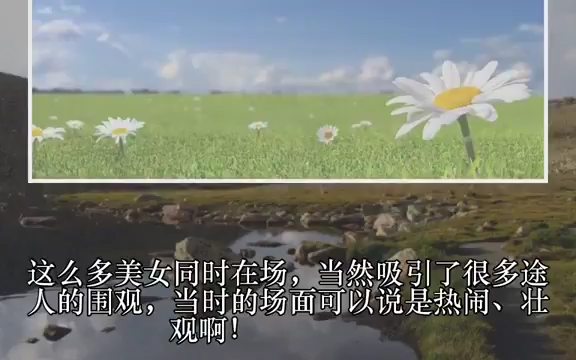 这么多美女同时在场，当然吸引了很多途
人的围观，当时的场面可以说是热闹、壮
观啊！